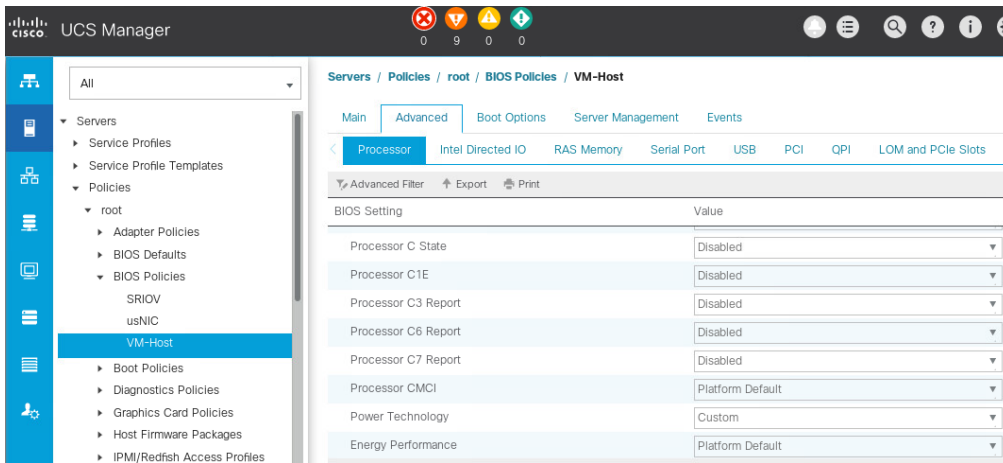 CISCO UCS Manager
0 9 0 0
All
Servers
Service Profiles
Service Profile Templates
Policies
root
Adapter Policies
BIOS Defaults
BIOS Policies
SRIOV
usNIC
VM-Host
Boot Policies
Diagnostics Policies
Graphics Card Policies
Host Firmware Packages
IPMI/Redfish Access Profiles
Servers / Policies / root / BIOS Policies / VM-Host
Main Advanced Boot Options Server Management Events
Processor Intel Directed IO RAS Memory Serial Port USB PCI QPI LOM and PCIe Slots
Advanced Filter Export Print
BIOS Setting Value
Processor C State Disabled
Processor C1E Disabled
Processor C3 Report Disabled
Processor C6 Report Disabled
Processor C7 Report Disabled
Processor CMCI Platform Default
Power Technology Custom
Energy Performance Platform Default